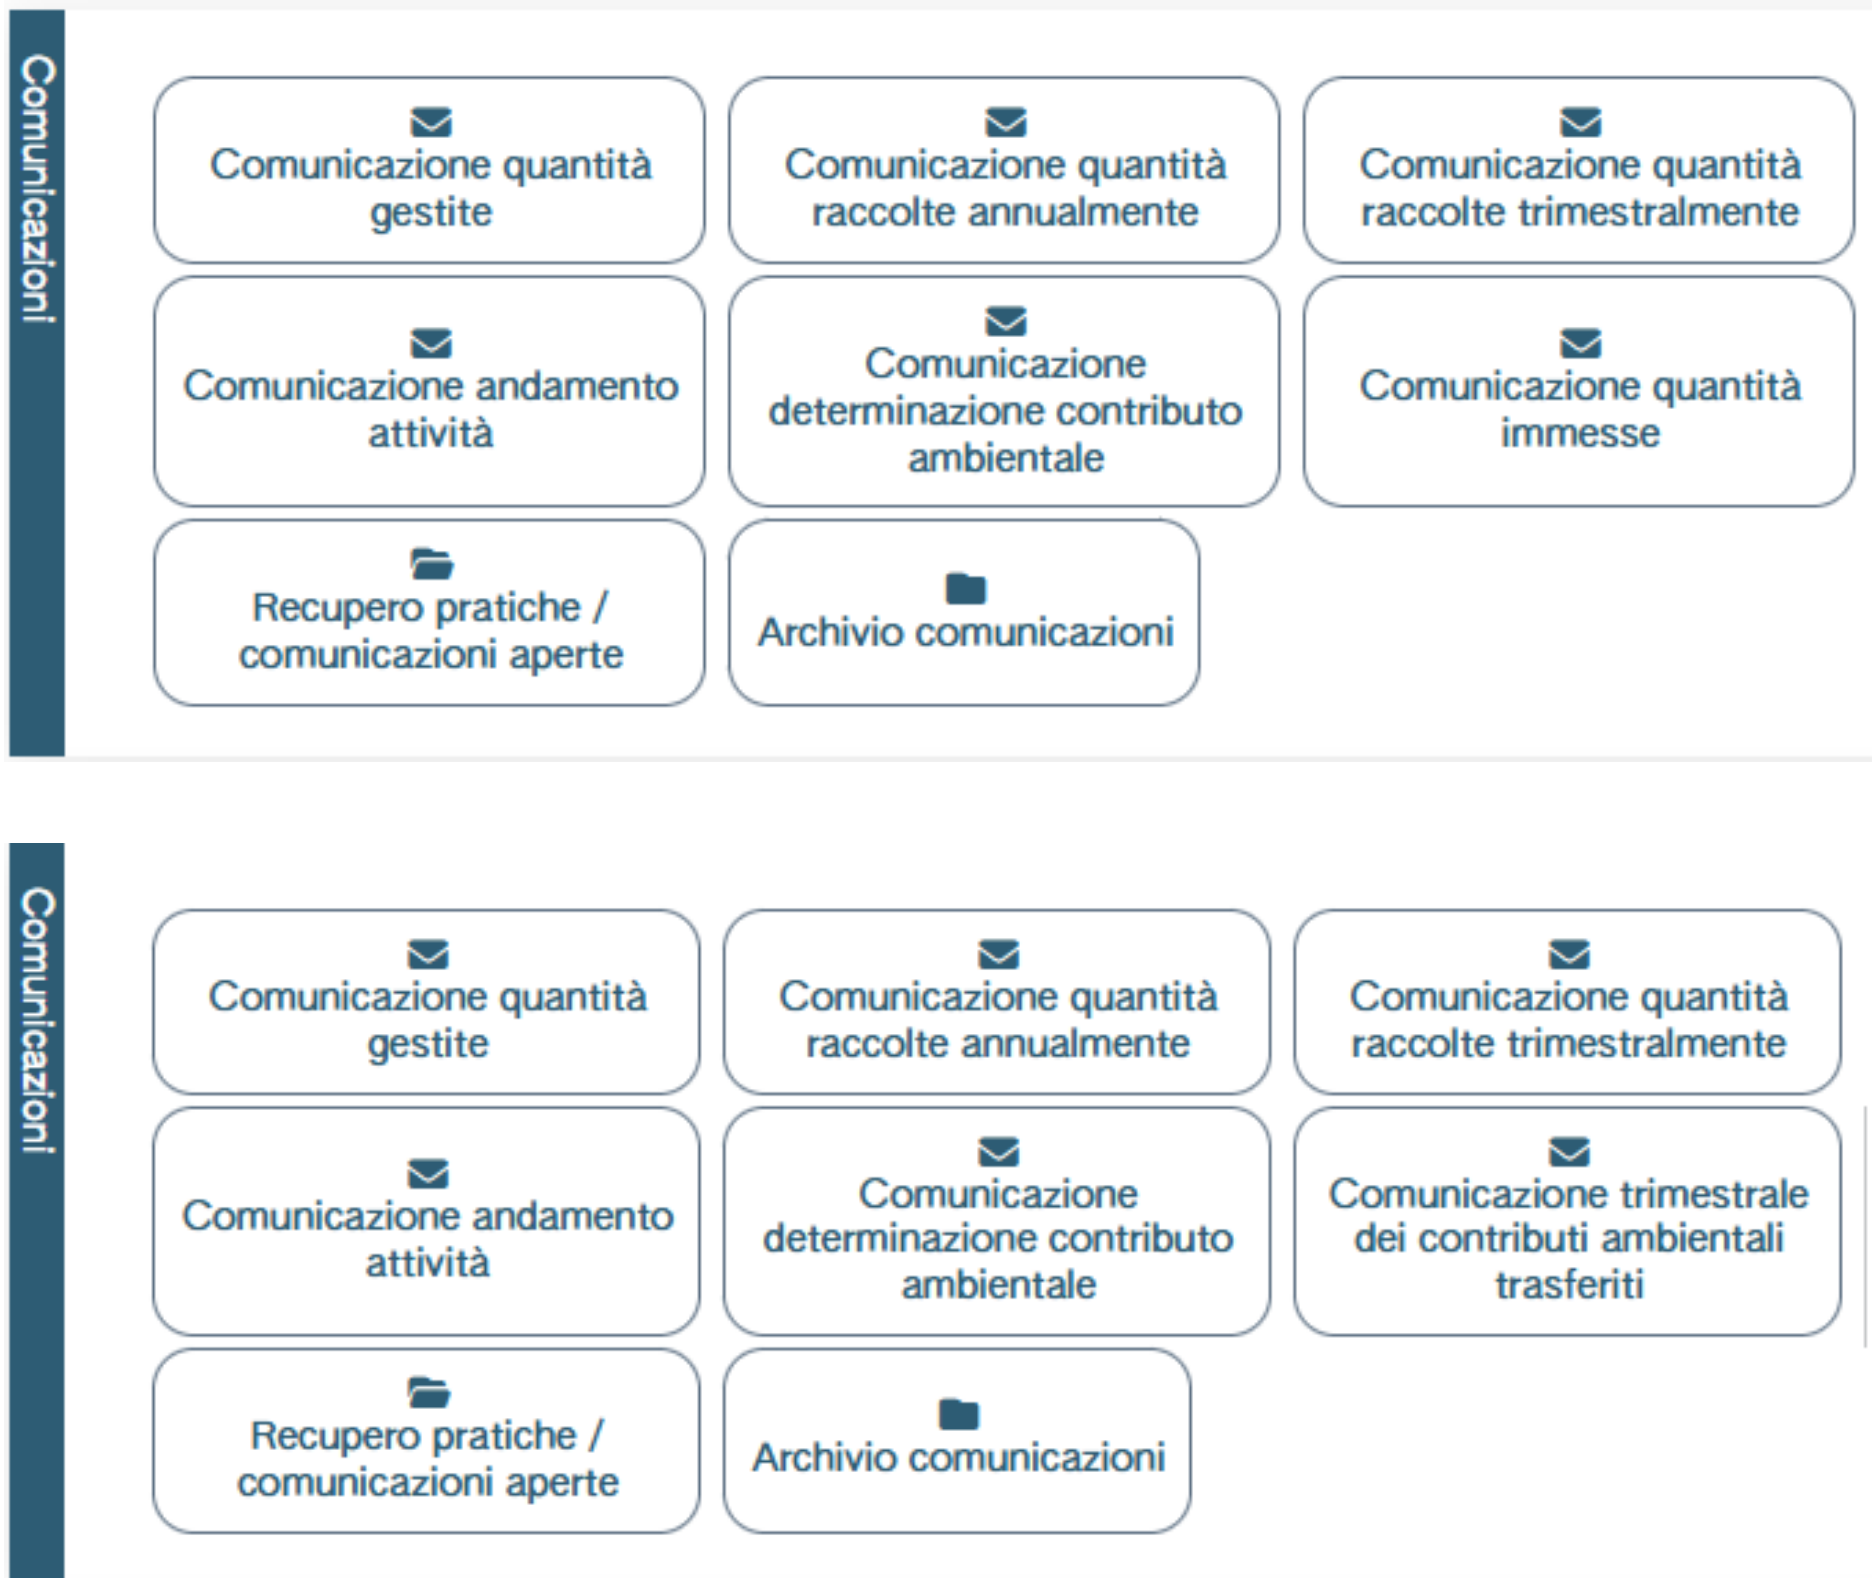 Comunicazioni
Comunicazione quantità
gestite
Comunicazione quantità
raccolte annualmente
Comunicazione quantità
raccolte trimestralmente
Comunicazione andamento
attività
Comunicazione
determinazione contributo
ambientale
Comunicazione quantità
immesse
Recupero pratiche /
comunicazioni aperte
Archivio comunicazioni
Comunicazioni
Comunicazione quantità
gestite
Comunicazione quantità
raccolte annualmente
Comunicazione quantità
raccolte trimestralmente
Comunicazione andamento
attività
Comunicazione
determinazione contributo
ambientale
Comunicazione trimestrale
dei contributi ambientali
trasferiti
Recupero pratiche /
comunicazioni aperte
Archivio comunicazioni